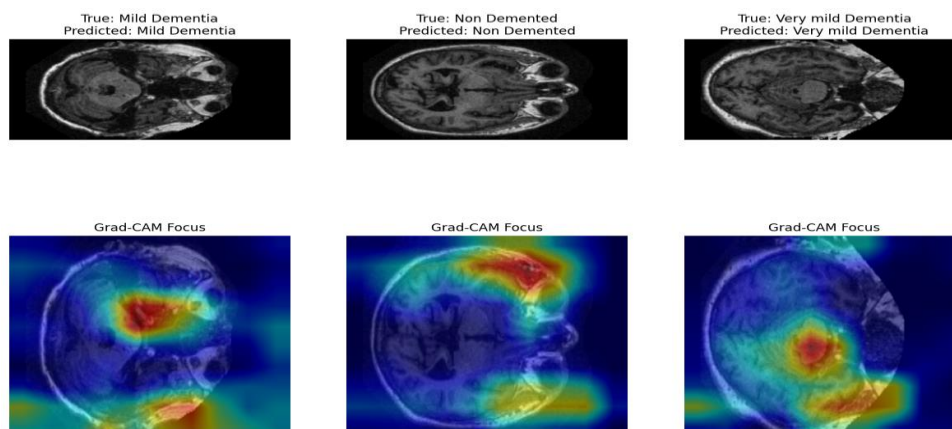 True: Mild Dementia
Predicted: Mild Dementia
True: Non Demented
Predicted: Non Demented
True: Very mild Dementia
Predicted: Very mild Dementia
Grad-CAM Focus
Grad-CAM Focus
Grad-CAM Focus